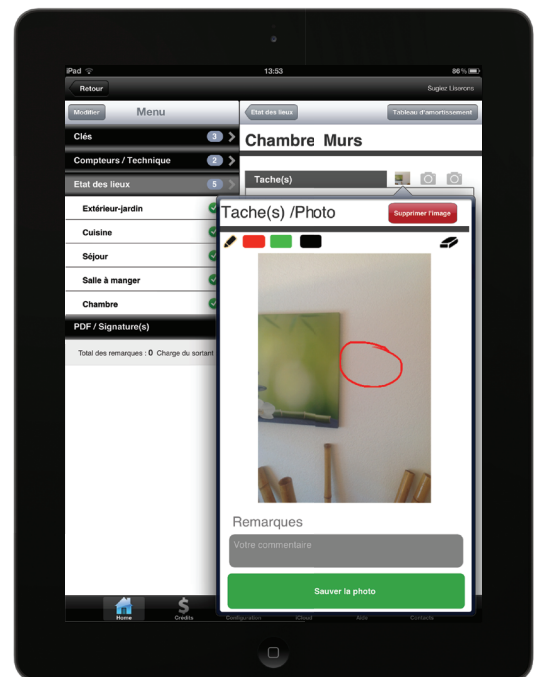 iPad 13:53 86 %
Retour Sugiez Liserons
Modifier Menu Etat des lieux Tableau d'amortissement
Clés 3
Chambre Murs
Compteurs / Technique 2
Etat des lieux 5
Tache(s)
Extérieur-jardin
Cuisine
Séjour
Salle à manger
Chambre
PDF / Signature(s)
Total des remarques : 0 Charge du sortant
Tache(s) /Photo Supprimer l'image
Remarques
Votre commentaire
Sauver la photo
Home Crédits Configuration iCloud Aide Contacts